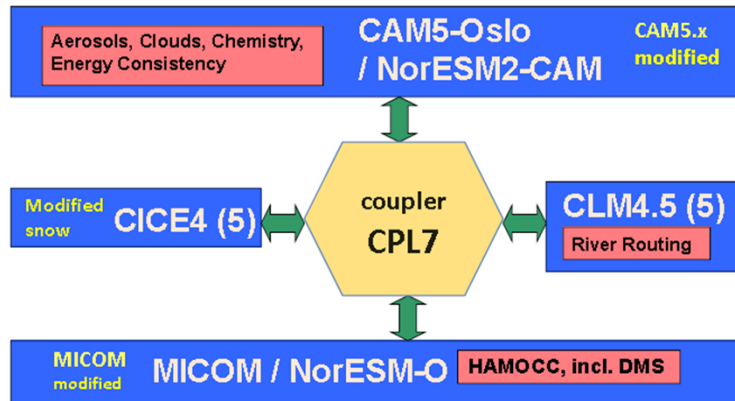 Aerosols, Clouds, Chemistry,
Energy Consistency
CAM5-Oslo
/ NorESM2-CAM
CAM5.x
modified
Modified
snow
CICE4 (5)
coupler
CPL7
CLM4.5 (5)
River Routing
MICOM
modified
MICOM / NorESM-O
HAMOCC, incl. DMS